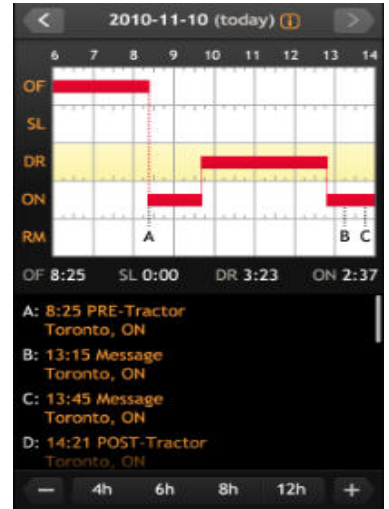 2010-11-10 (today)
6 7 8 9 10 11 12 13 14
OF
SL
DR
ON
RM A B C
OF 8:25 SL 0:00 DR 3:23 ON 2:37
A: 8:25 PRE-Tractor
Toronto, ON
B: 13:15 Message
Toronto, ON
C: 13:45 Message
Toronto, ON
D: 14:21 POST-Tractor
Toronto, ON
− 4h 6h 8h 12h +